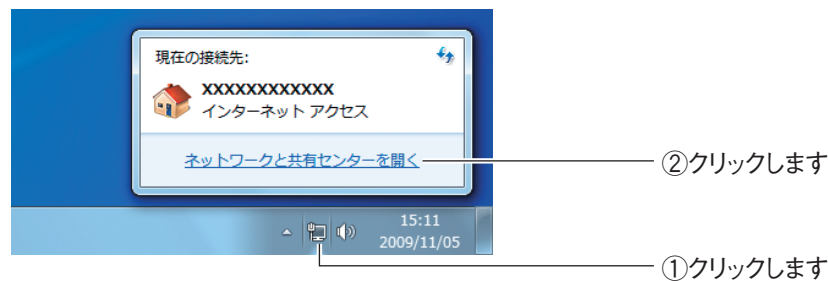 現在の接続先:
XXXXXXXXXXXX
インターネット アクセス
ネットワークと共有センターを開く
②クリックします
15:11
2009/11/05
①クリックします